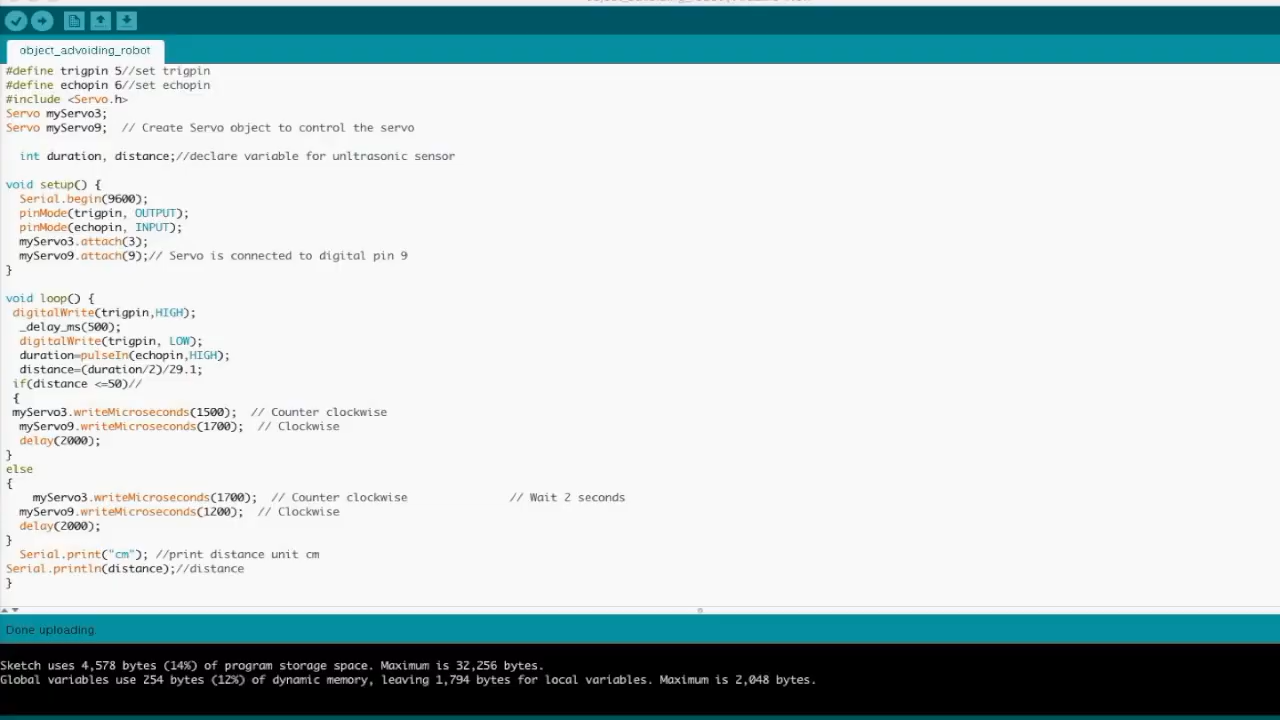 object_advoiding_robot
#define trigpin 5//set trigpin
#define echopin 6//set echopin
#include <Servo.h>
Servo myServo3;
Servo myServo9;  // Create Servo object to control the servo
int duration, distance;//declare variable for unltrasonic sensor
void setup() {
Serial.begin(9600);
pinMode(trigpin, OUTPUT);
pinMode(echopin, INPUT);
myServo3.attach(3);
myServo9.attach(9);// Servo is connected to digital pin 9
}
void loop() {
digitalWrite(trigpin,HIGH);
_delay_ms(500);
digitalWrite(trigpin, LOW);
duration=pulseIn(echopin,HIGH);
distance=(duration/2)/29.1;
if(distance <=50)//
{
myServo3.writeMicroseconds(1500);  // Counter clockwise
myServo9.writeMicroseconds(1700);  // Clockwise
delay(2000);
}
else
{
myServo3.writeMicroseconds(1700);  // Counter clockwise               // Wait 2 seconds
myServo9.writeMicroseconds(1200);  // Clockwise
delay(2000);
}
Serial.print("cm"); //print distance unit cm
Serial.println(distance);//distance
}
Done uploading.
Sketch uses 4,578 bytes (14%) of program storage space. Maximum is 32,256 bytes.
Global variables use 254 bytes (12%) of dynamic memory, leaving 1,794 bytes for local variables. Maximum is 2,048 bytes.